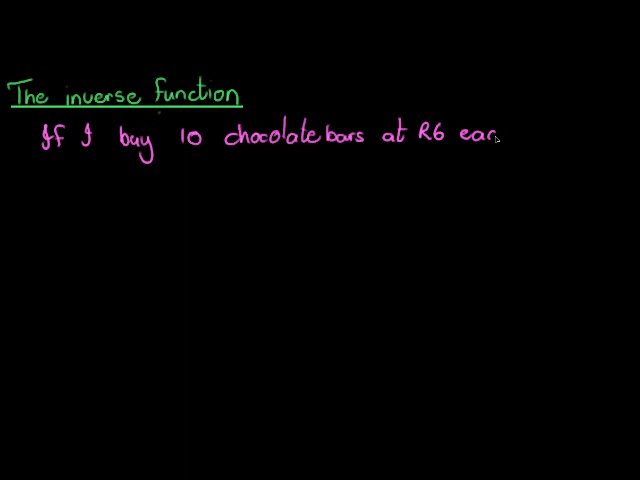 The inverse function
If I buy 10 chocolate bars at R6 eac